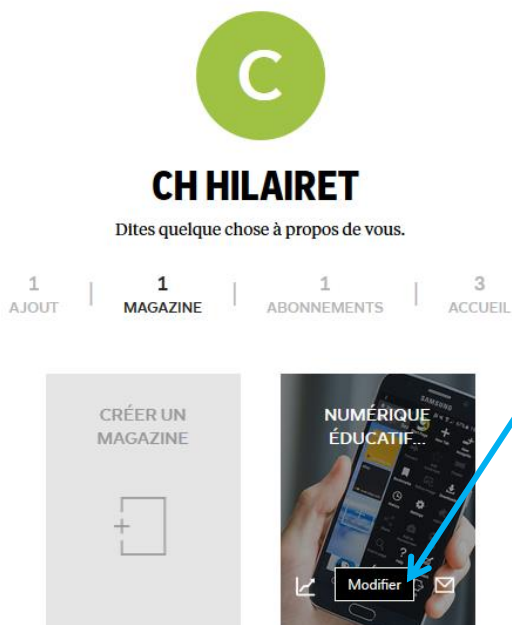 C
CH HILAIRET
Dites quelque chose à propos de vous.
1 | 1 | 1 | 3
AJOUT MAGAZINE ABONNEMENTS ACCUEIL
CRÉER UN
MAGAZINE
NUMÉRIQUE
ÉDUCATIF...
SAMSUNG
Modifier